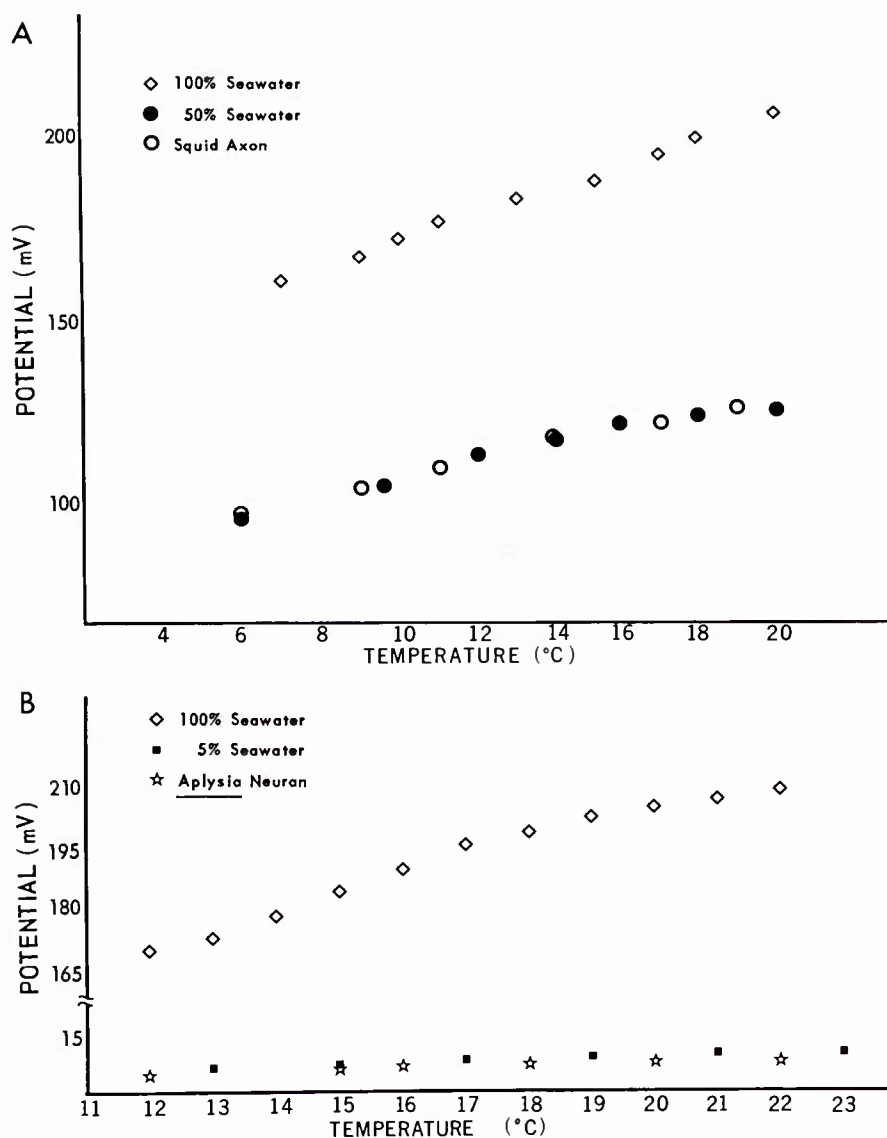 A
100% Seawater
50% Seawater
Squid Axon
200
150
100
POTENTIAL (mV)
4 6 8 10 12 14 16 18 20
TEMPERATURE (°C)
B
100% Seawater
5% Seawater
Aplysia Neuran
210
195
180
165
15
POTENTIAL (mV)
11 12 13 14 15 16 17 18 19 20 21 22 23
TEMPERATURE (°C)